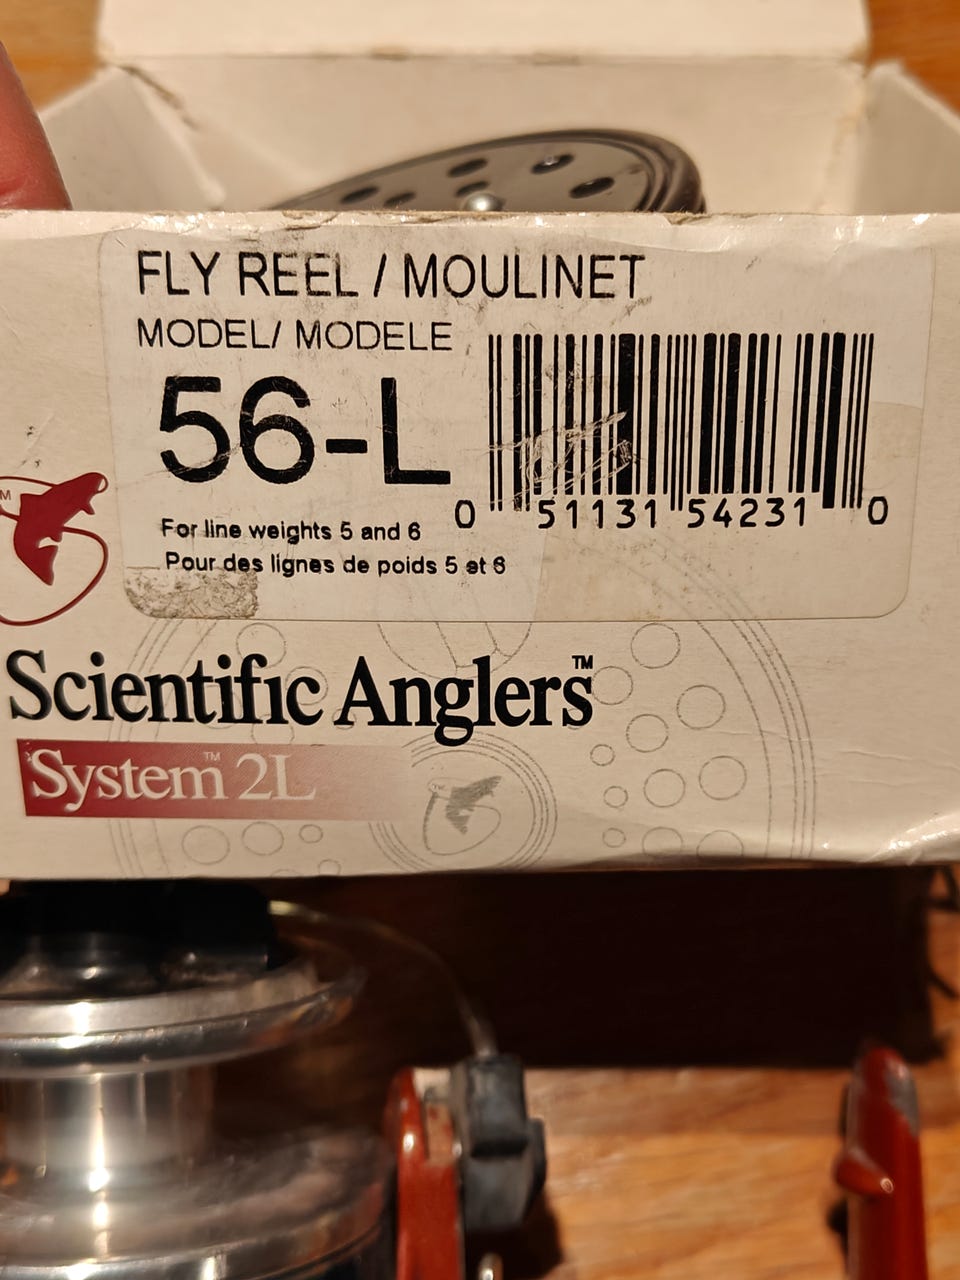 FLY REEL / MOULINET
MODEL/ MODELE
56-L
0 51131 54231 0
For line weights 5 and 6
Pour des lignes de poids 5 et 6
TM
Scientific Anglers™
System™ 2L